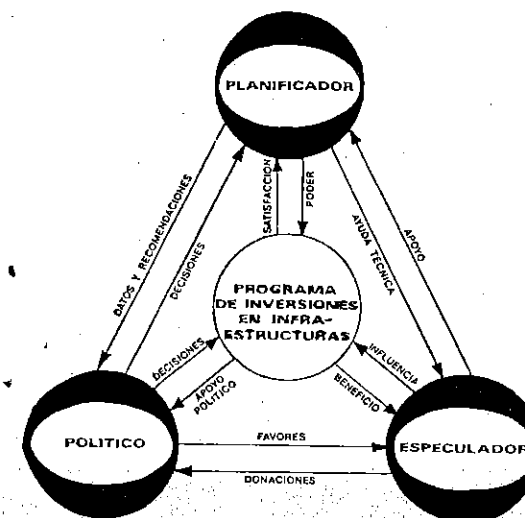 PLANIFICADOR
DATOS Y RECOMENDACIONES
DECISIONES
SATISFACCION
PODER
AYUDA TECNICA
APOYO
PROGRAMA
DE INVERSIONES
EN INFRA-
ESTRUCTURAS
DECISIONES
APOYO
POLITICO
INFLUENCIA
BENEFICIO
POLITICO
FAVORES
ESPECULADOR
DONACIONES